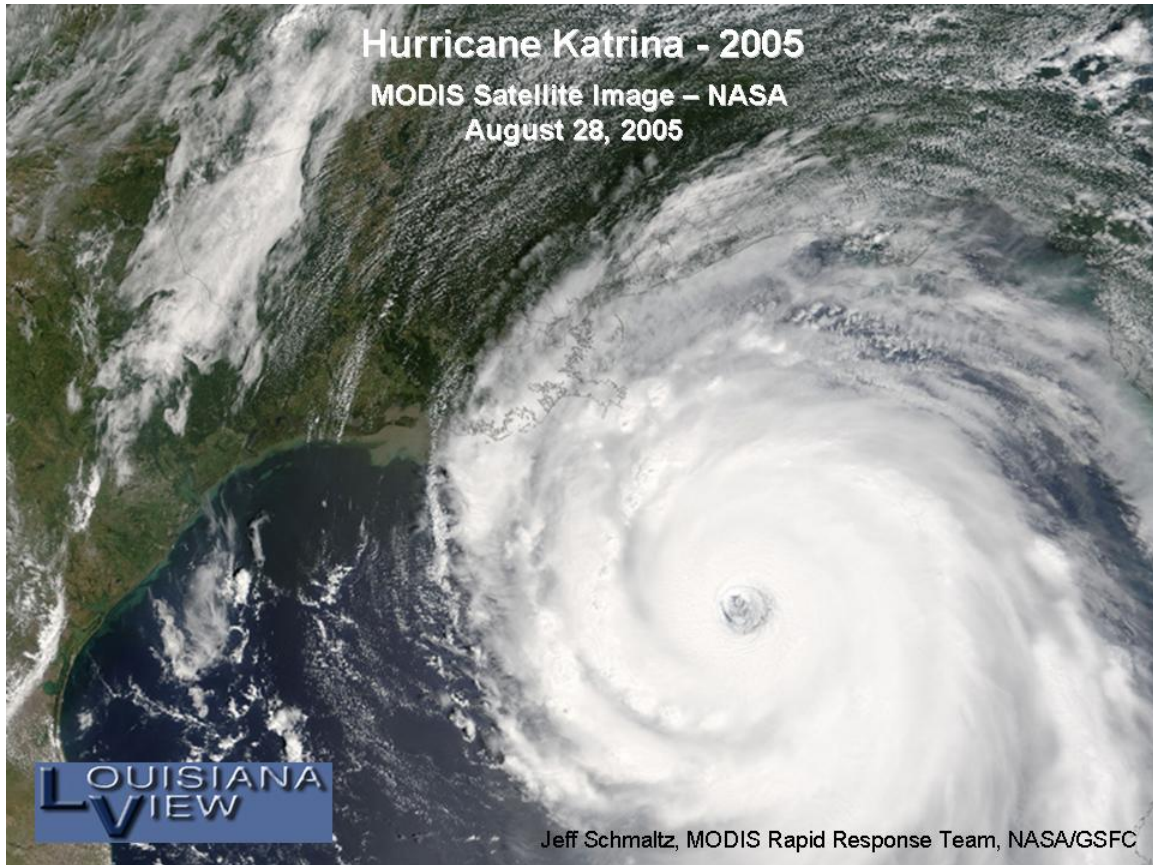 Hurricane Katrina - 2005
MODIS Satellite Image – NASA
August 28, 2005
LOUISIANA
VIEW
Jeff Schmaltz, MODIS Rapid Response Team, NASA/GSFC